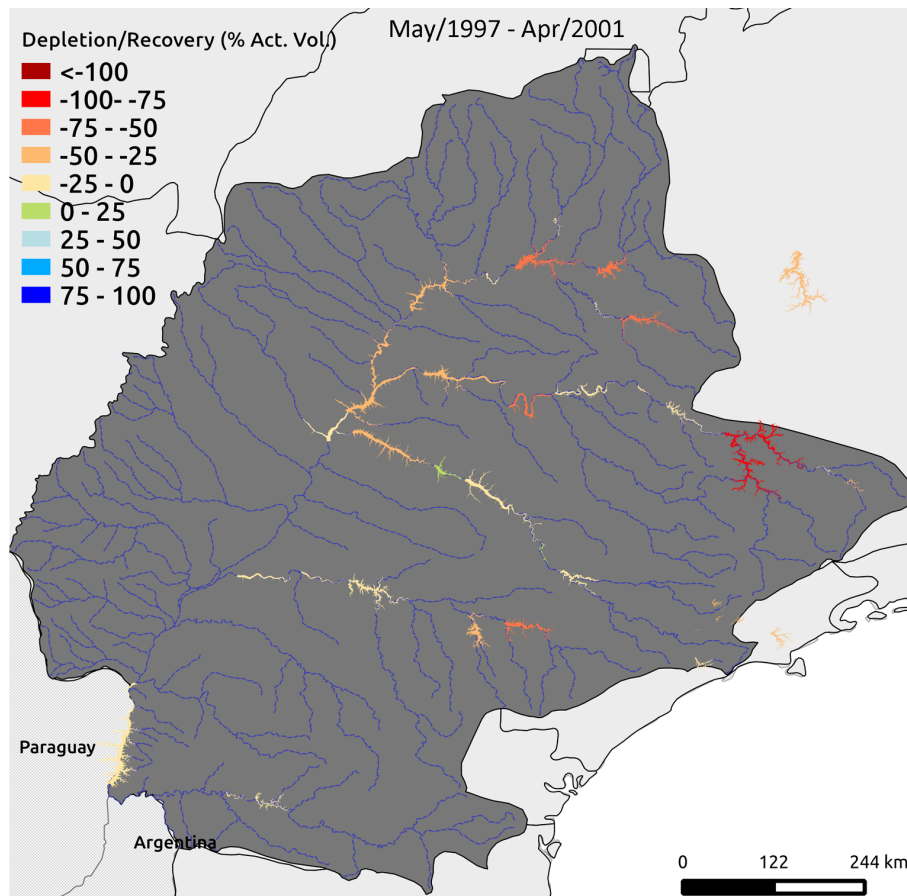 May/1997 - Apr/2001
Depletion/Recovery (% Act. Vol.)
<-100
-100- -75
-75 - -50
-50 - -25
-25 - 0
0 - 25
25 - 50
50 - 75
75 - 100
Paraguay
Argentina
0 122 244 km